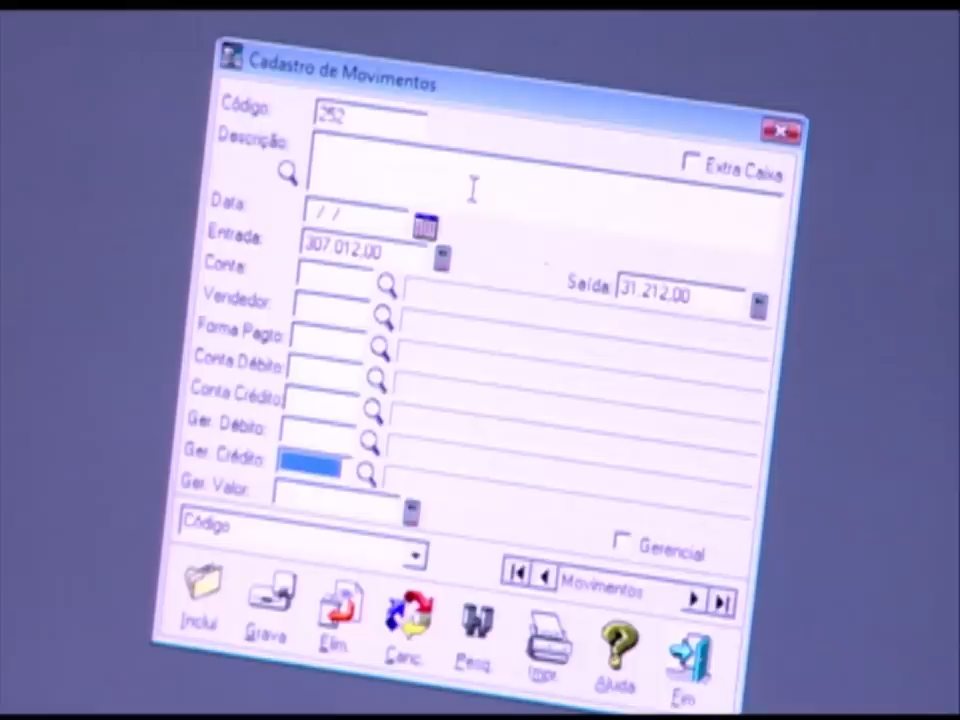 Cadastro de Movimentos
Código: 252
Descrição:
Extra Caixa
Data: / /
Entrada: 307.012,00
Saída: 31.212,00
Conta:
Vendedor:
Forma Pagto:
Conta Débito:
Conta Crédito:
Ger. Débito:
Ger. Crédito:
Ger. Valor:
Gerencial
Código
Movimentos
Inclui Grava Elim. Canc. Pesq. Impr. Ajuda Fim